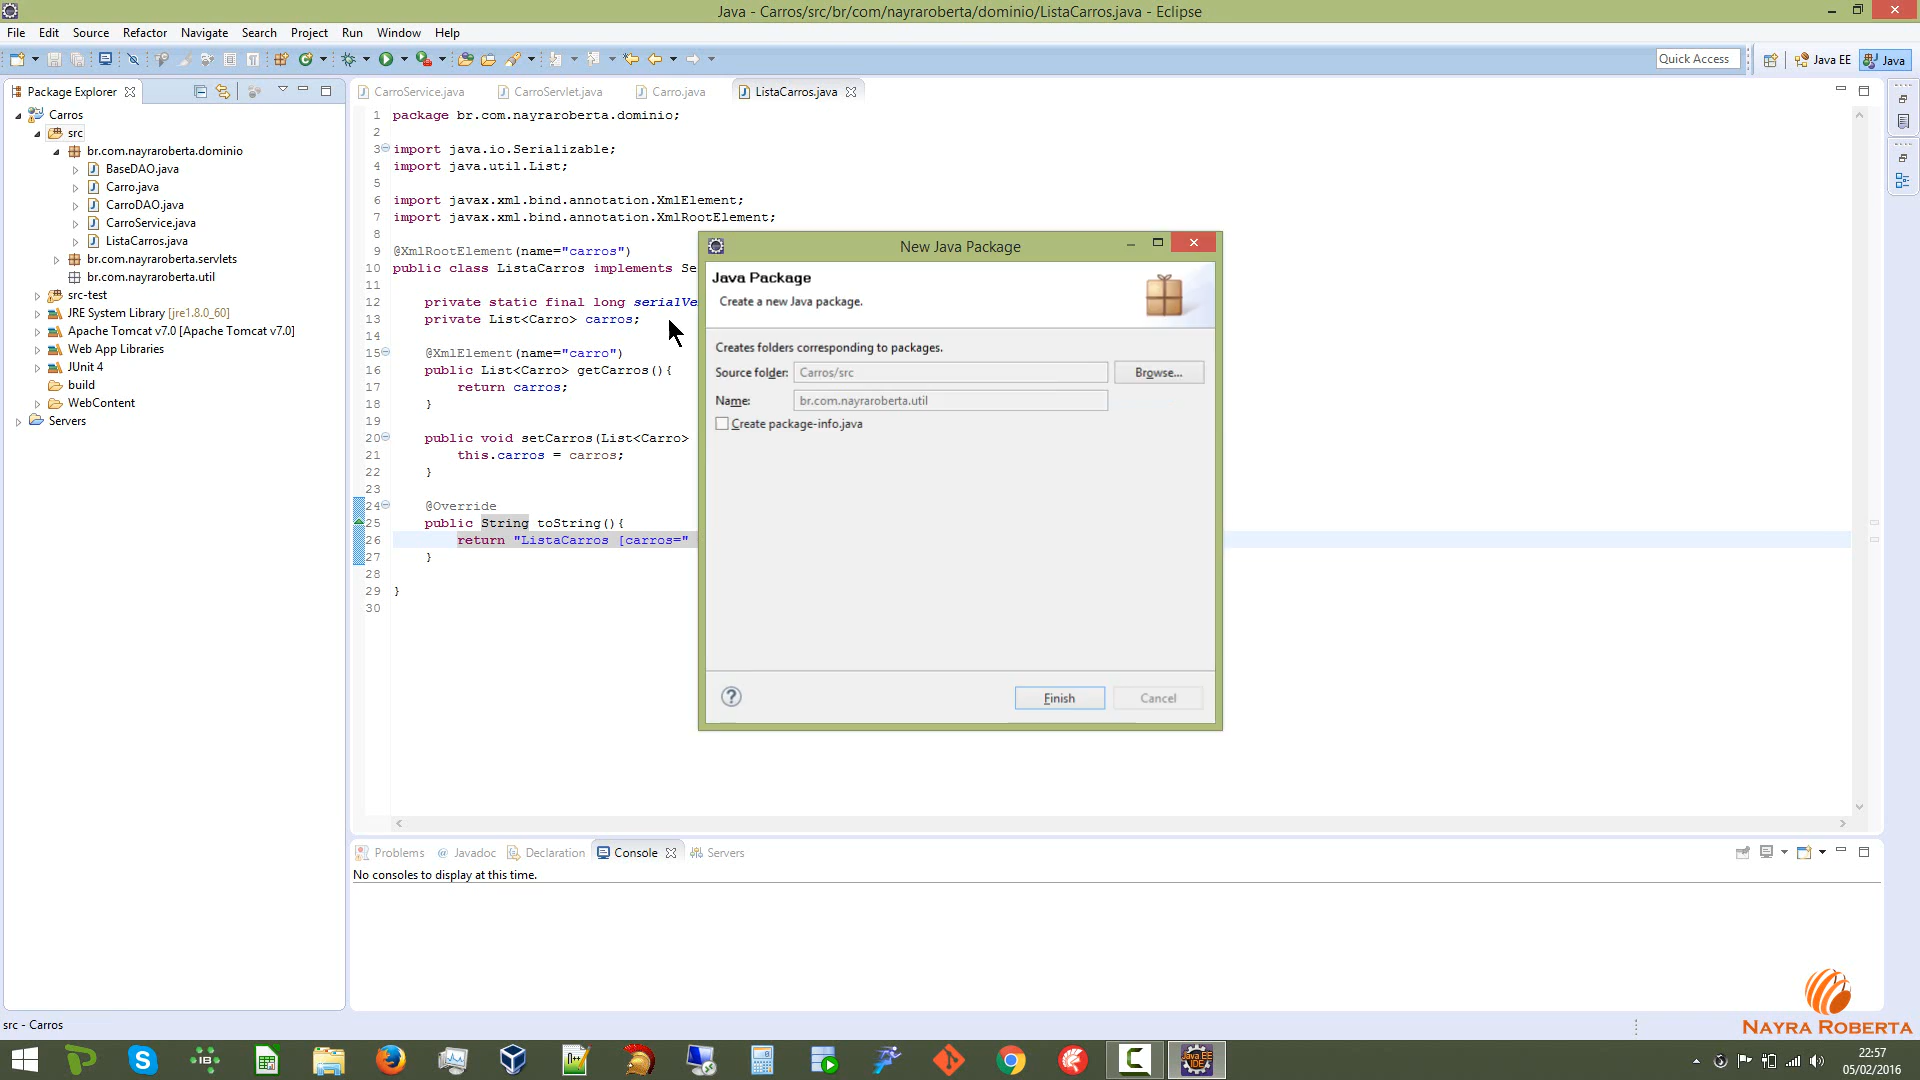 Java - Carros/src/br/com/nayraroberta/dominio/ListaCarros.java - Eclipse
File Edit Source Refactor Navigate Search Project Run Window Help
Quick Access
Java EE
Java
Package Explorer
Carros
src
br.com.nayraroberta.dominio
BaseDAO.java
Carro.java
CarroDAO.java
CarroService.java
ListaCarros.java
br.com.nayraroberta.servlets
br.com.nayraroberta.util
src-test
JRE System Library [jre1.8.0_60]
Apache Tomcat v7.0 [Apache Tomcat v7.0]
Web App Libraries
JUnit 4
build
WebContent
Servers
CarroService.java CarroServlet.java Carro.java ListaCarros.java
1 package br.com.nayraroberta.dominio;
2
3 import java.io.Serializable;
4 import java.util.List;
5
6 import javax.xml.bind.annotation.XmlElement;
7 import javax.xml.bind.annotation.XmlRootElement;
8
9 @XmlRootElement(name="carros")
10 public class ListaCarros implements Se
11
12 private static final long serialVe
13 private List<Carro> carros;
14
15 @XmlElement(name="carro")
16 public List<Carro> getCarros(){
17 return carros;
18 }
19
20 public void setCarros(List<Carro>
21 this.carros = carros;
22 }
23
24 @Override
25 public String toString(){
26 return "ListaCarros [carros="
27 }
28
29 }
30
New Java Package
Java Package
Create a new Java package.
Creates folders corresponding to packages.
Source folder: Carros/src Browse...
Name: br.com.nayraroberta.util
Create package-info.java
Finish Cancel
Problems @ Javadoc Declaration Console Servers
No consoles to display at this time.
src - Carros
NAYRA ROBERTA
22:57
05/02/2016